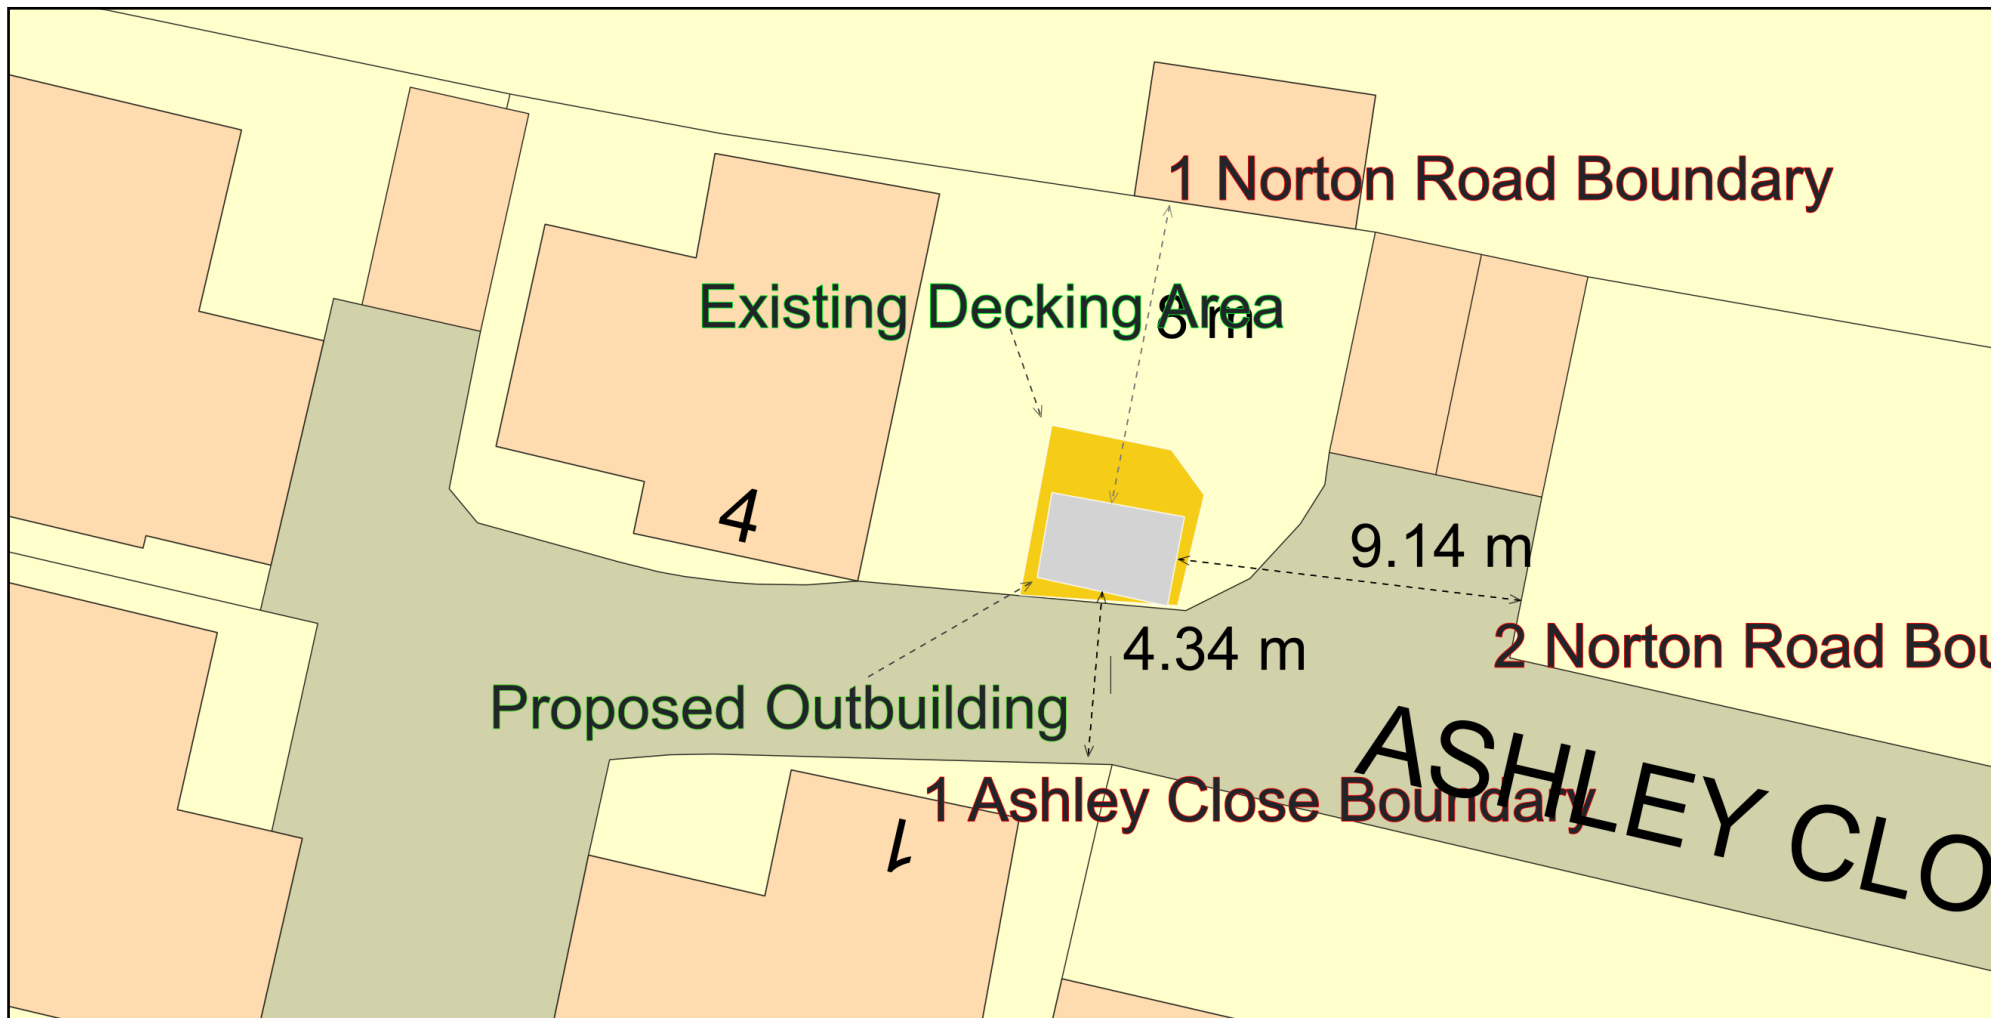 1 Norton Road Boundary
Existing Decking Area
8 m
4
9.14 m
4.34 m
2 Norton Road Bou
Proposed Outbuilding
ASHLEY CLO
1 Ashley Close Boundary
1